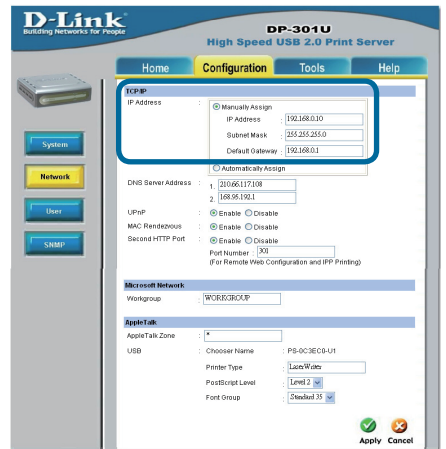 D-Link
Building Networks for People
DP-301U
High Speed USB 2.0 Print Server
Home Configuration Tools Help
System
Network
User
SNMP
TCP/IP
IP Address : Manually Assign
IP Address : 192.168.0.10
Subnet Mask : 255.255.255.0
Default Gateway : 192.168.0.1
Automatically Assign
DNS Server Address : 1. 210.66.117.108
2. 168.95.192.1
UPnP : Enable Disable
MAC Rendezvous : Enable Disable
Second HTTP Port : Enable Disable
Port Number : 301
(For Remote Web Configuration and IPP Printing)
Microsoft Network
Workgroup : WORKGROUP
AppleTalk
AppleTalk Zone : *
USB : Chooser Name : PS-0C3EC0-U1
Printer Type : LaserWriter
PostScript Level : Level 2
Font Group : Standard 35
Apply Cancel